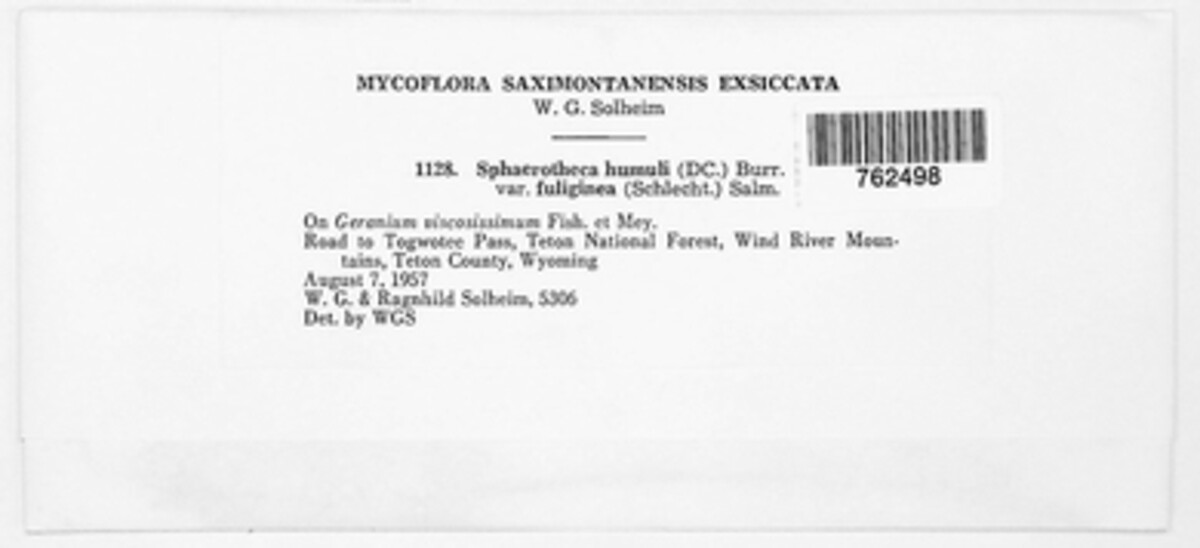 MYCOFLORA SAXIMONTANENSIS EXSICCATA
W. G. Solheim
1128. Sphaerotheca humuli (DC.) Burr.
var. fuliginea (Schlecht.) Salm.
762498
On Geranium viscosissimum Fish. et Mey.
Road to Togwotee Pass, Teton National Forest, Wind River Moun-
tains, Teton County, Wyoming
August 7, 1957
W. G. & Ragnhild Solheim, 5306
Det. by WGS